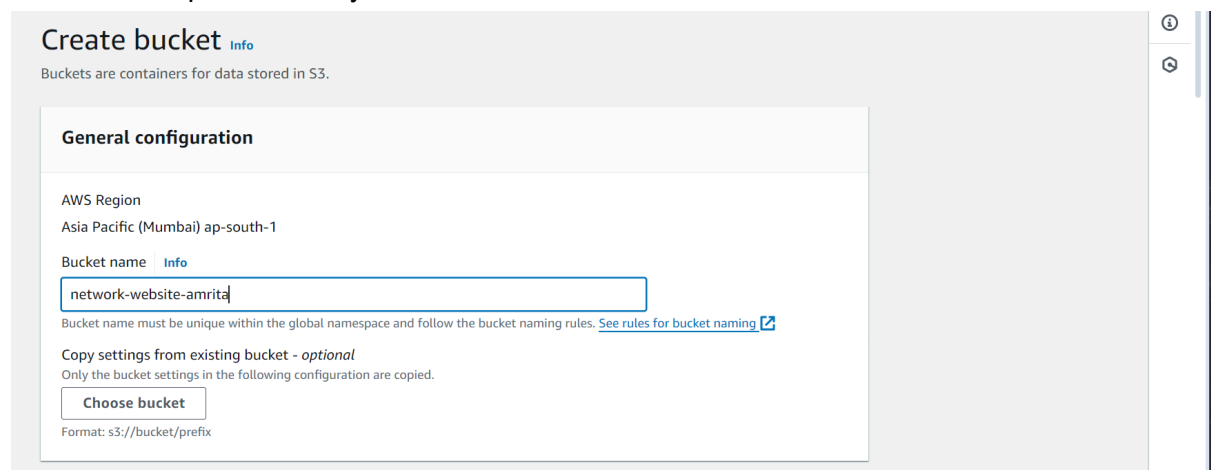 Create bucket Info
Buckets are containers for data stored in S3.
General configuration
AWS Region
Asia Pacific (Mumbai) ap-south-1
Bucket name Info
network-website-amrita
Bucket name must be unique within the global namespace and follow the bucket naming rules. See rules for bucket naming
Copy settings from existing bucket - optional
Only the bucket settings in the following configuration are copied.
Choose bucket
Format: s3://bucket/prefix